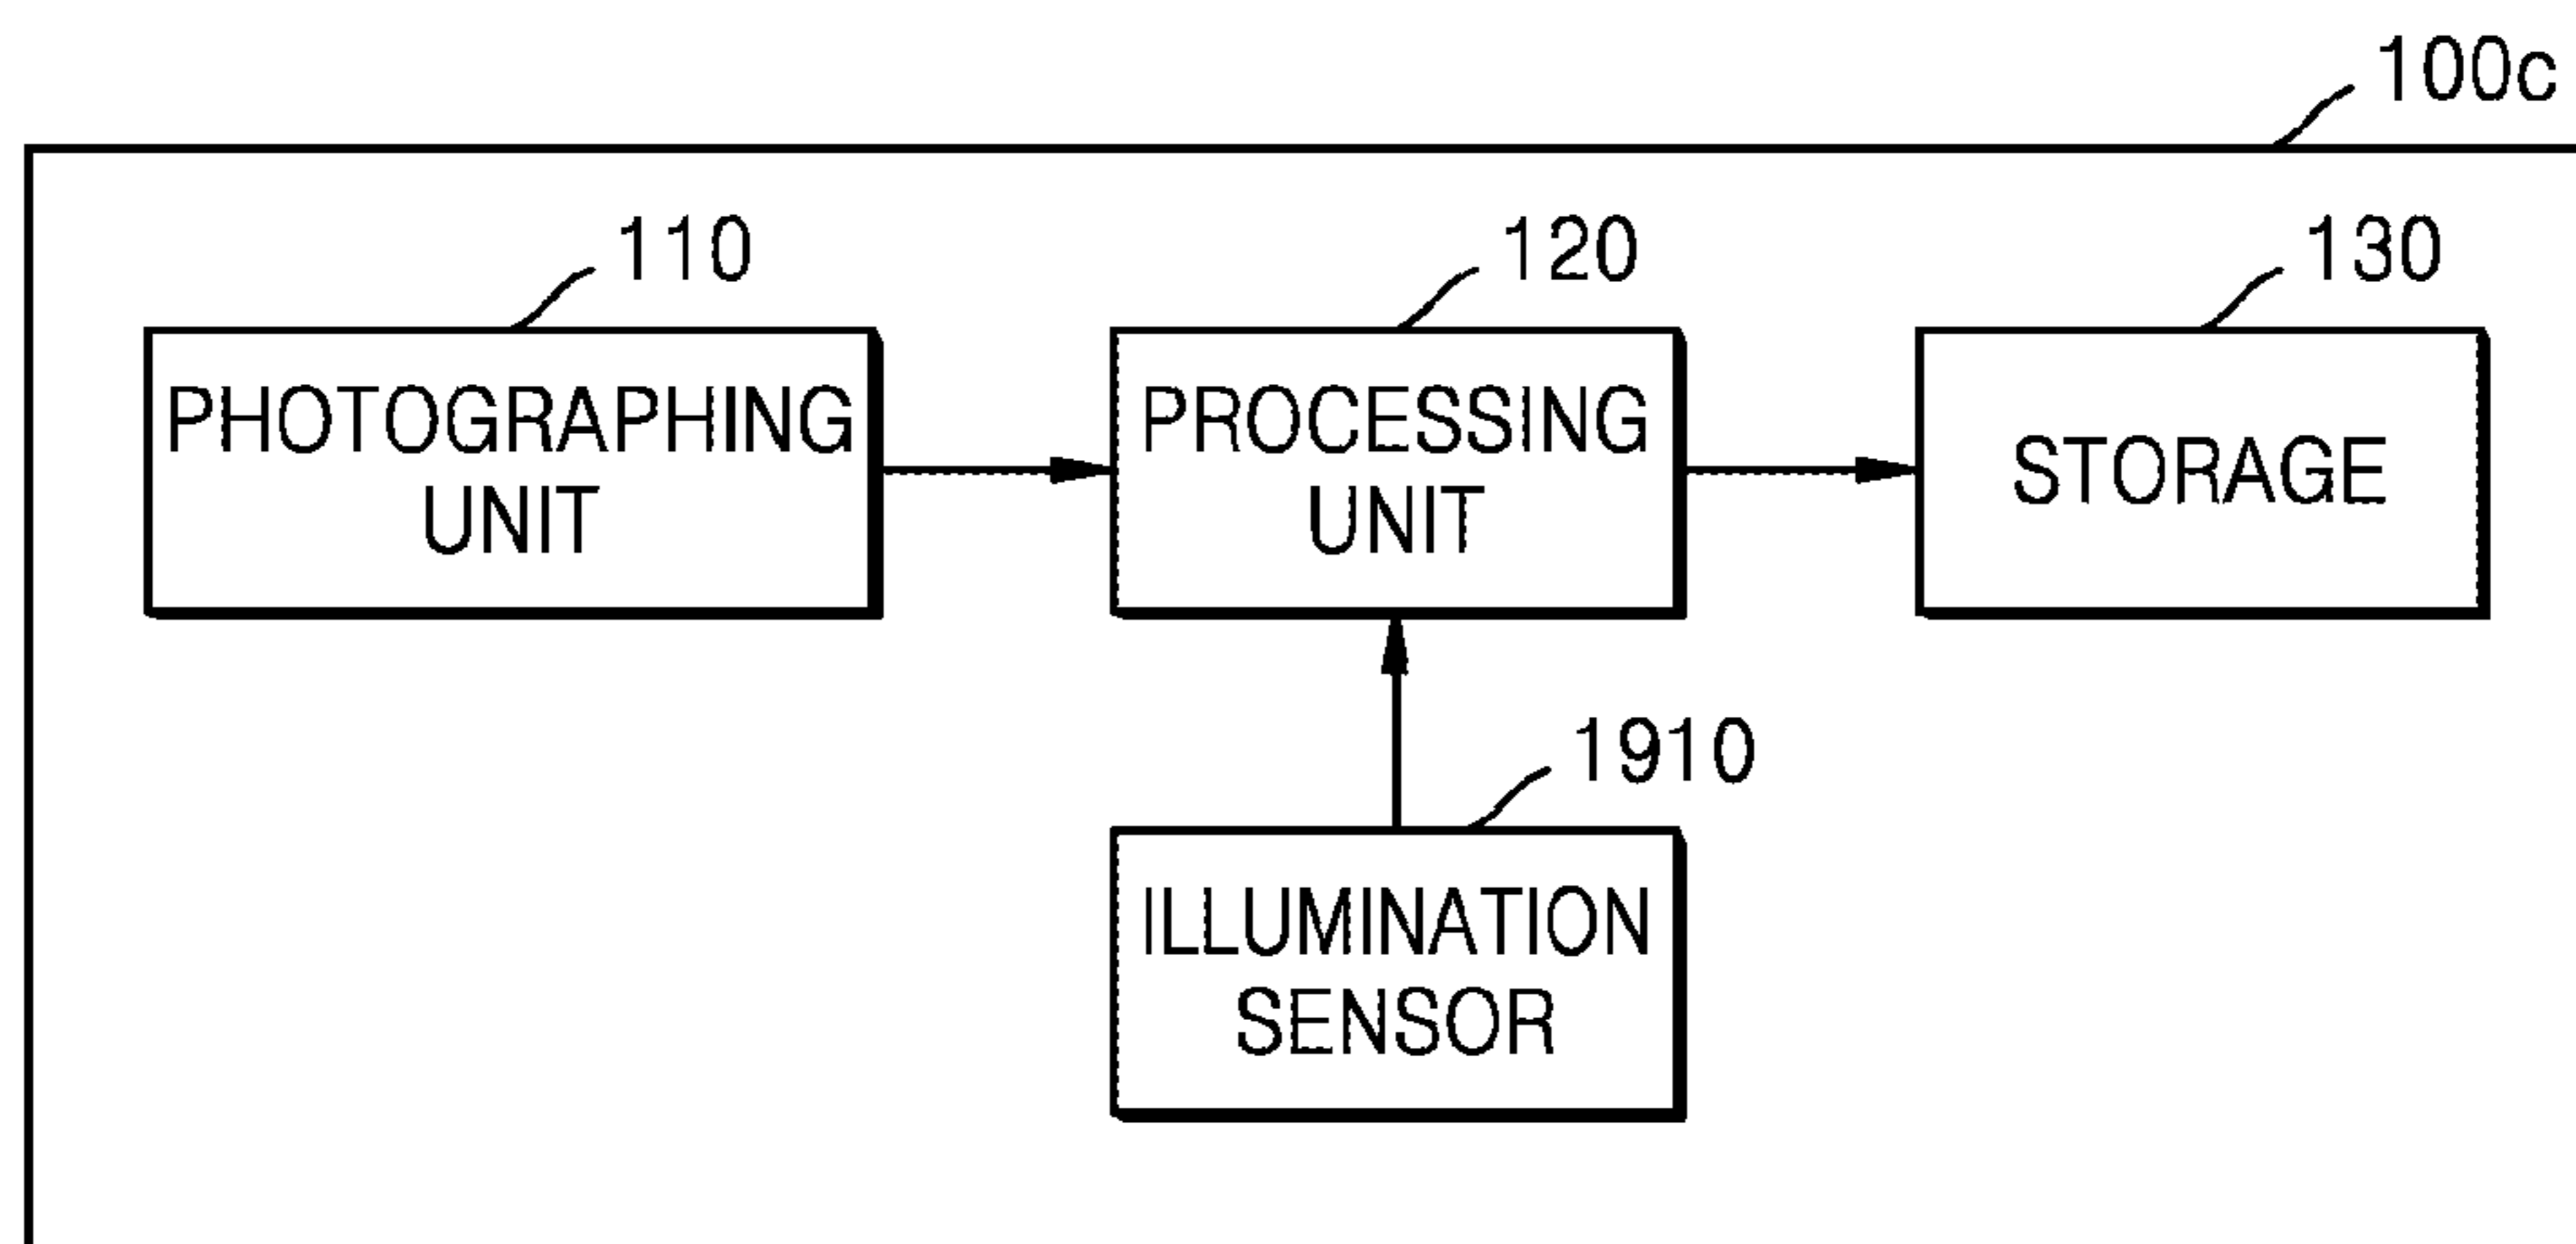 100c
110
120
130
PHOTOGRAPHING
UNIT
PROCESSING
UNIT
STORAGE
1910
ILLUMINATION
SENSOR